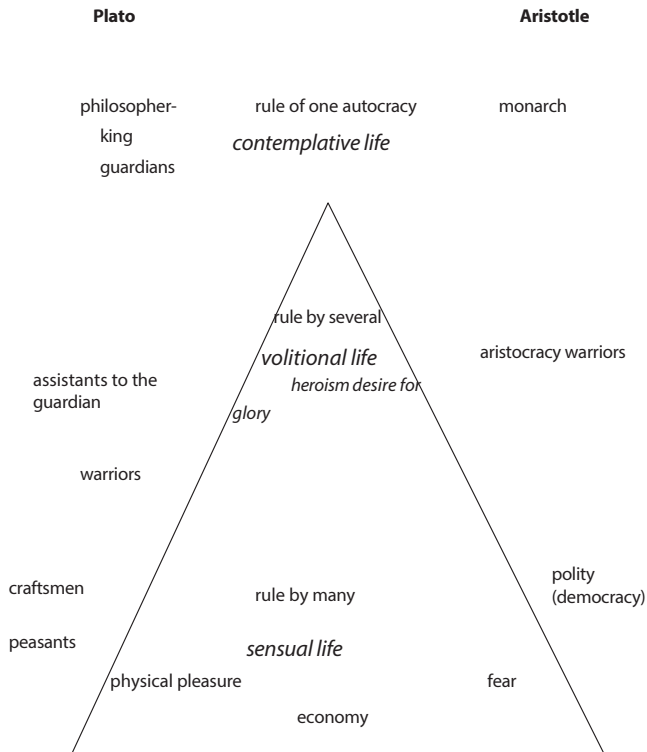 Plato
Aristotle
philosopher-
king
guardians
rule of one autocracy
contemplative life
monarch
rule by several
volitional life
heroism desire for
glory
aristocracy warriors
assistants to the
guardian
warriors
craftsmen
peasants
rule by many
sensual life
polity
(democracy)
physical pleasure
fear
economy